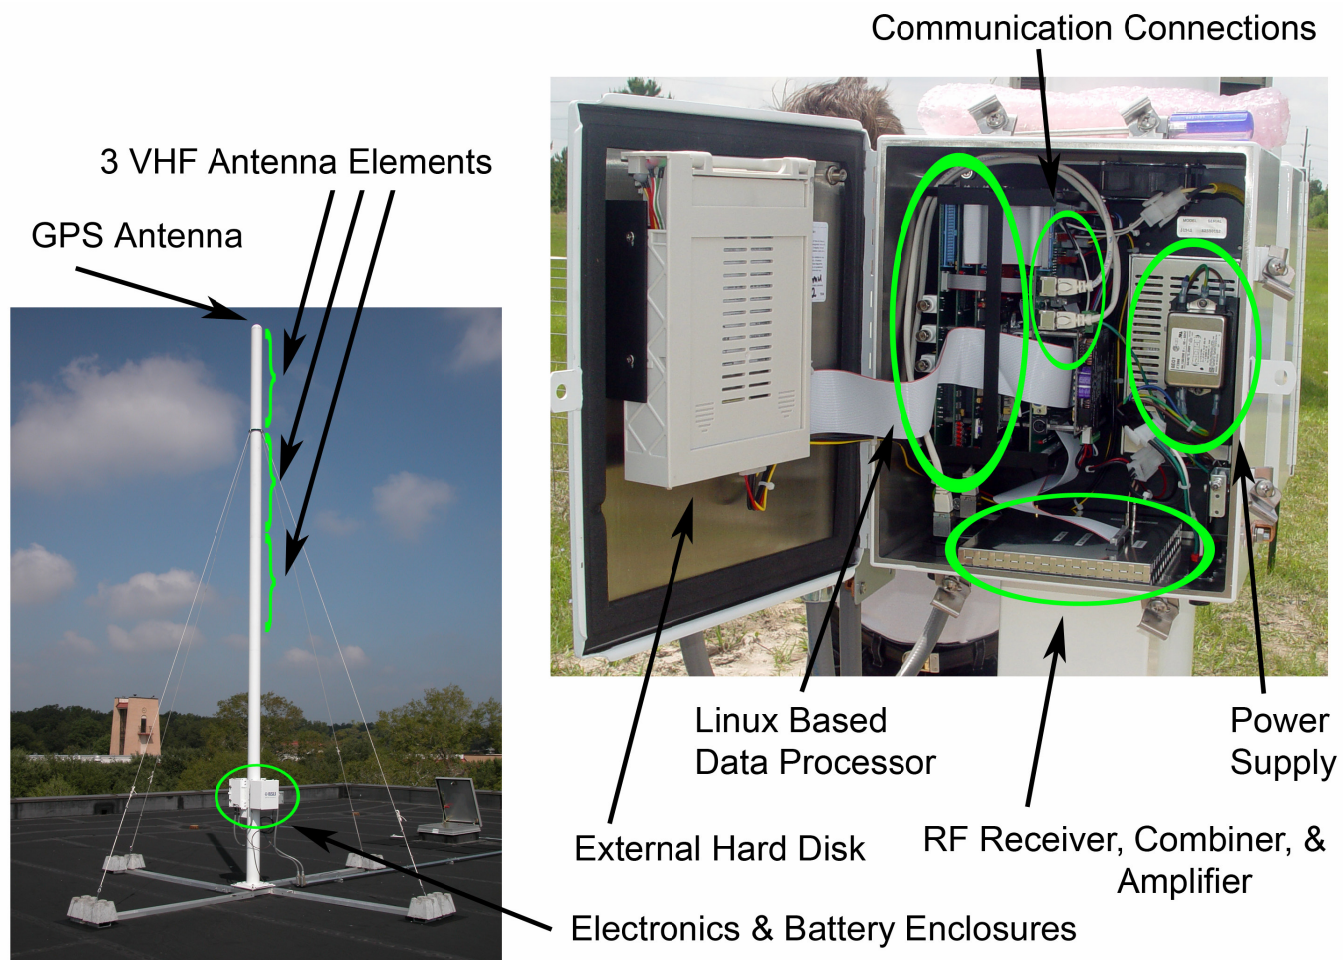 Communication Connections
3 VHF Antenna Elements
GPS Antenna
Linux Based
Data Processor
Power
Supply
External Hard Disk
RF Receiver, Combiner, &
Amplifier
Electronics & Battery Enclosures